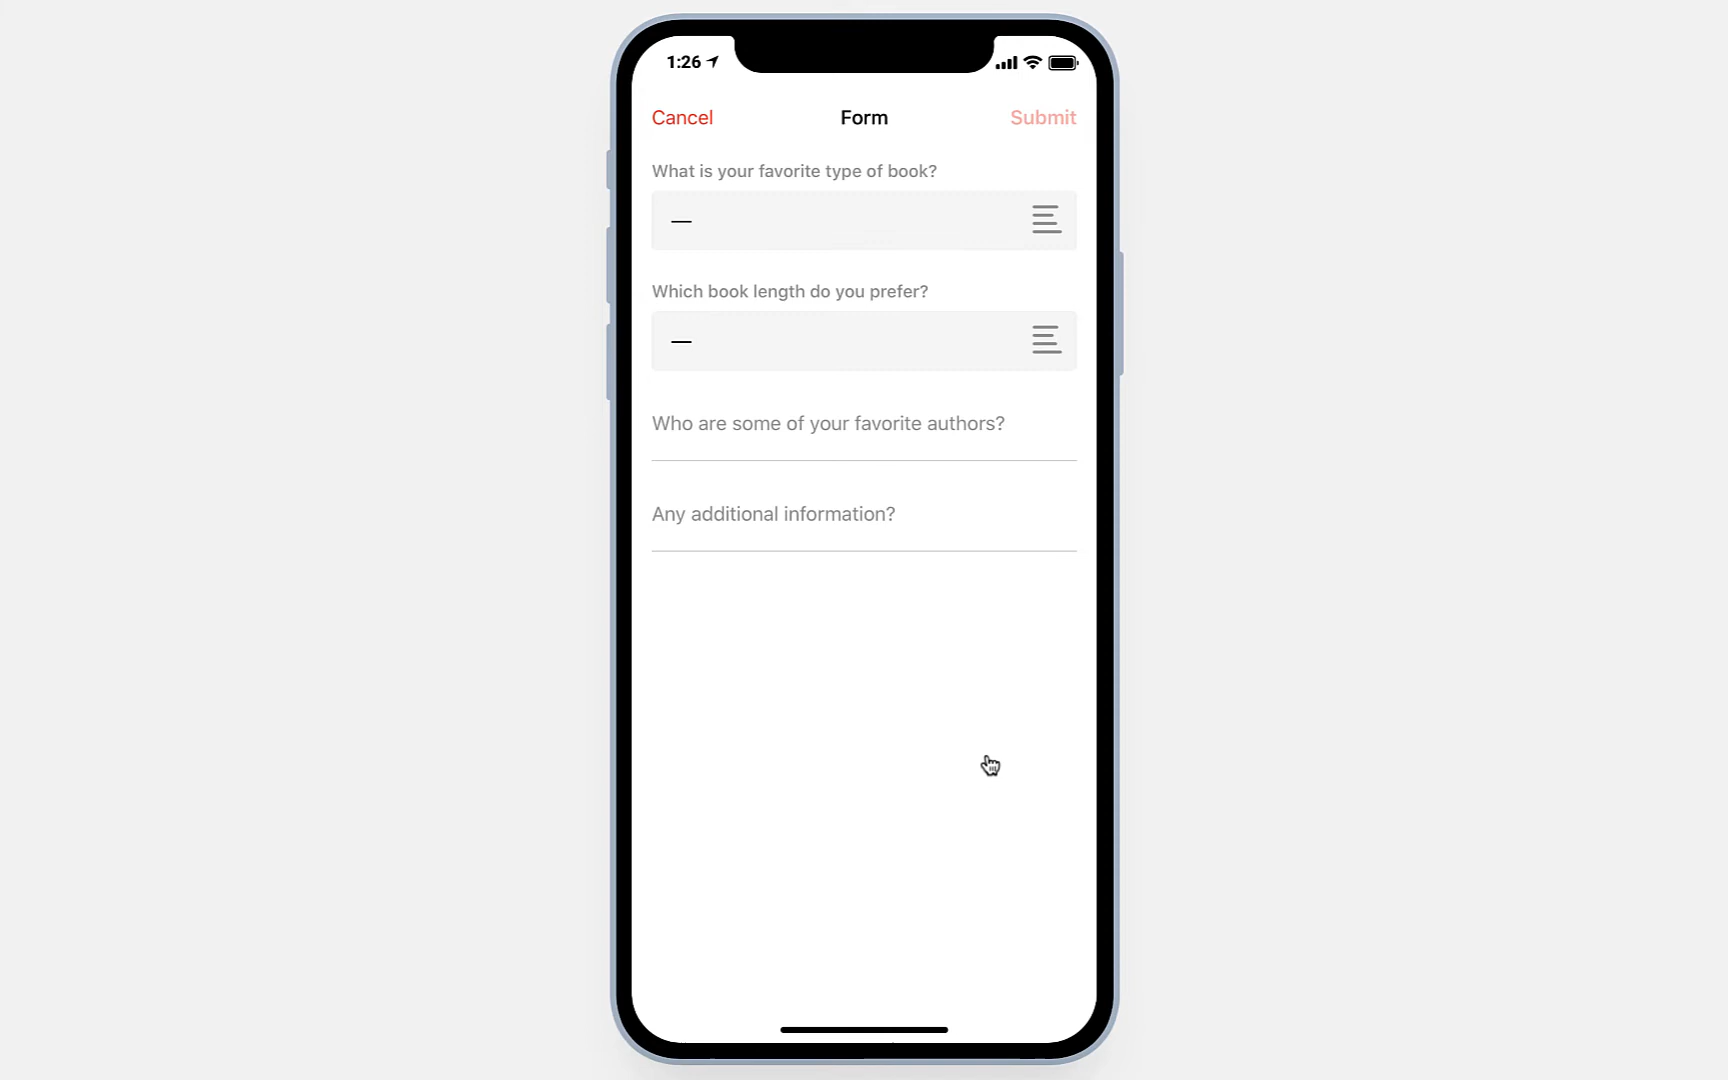 1:26
Cancel Form Submit
What is your favorite type of book?
—
Which book length do you prefer?
—
Who are some of your favorite authors?
Any additional information?